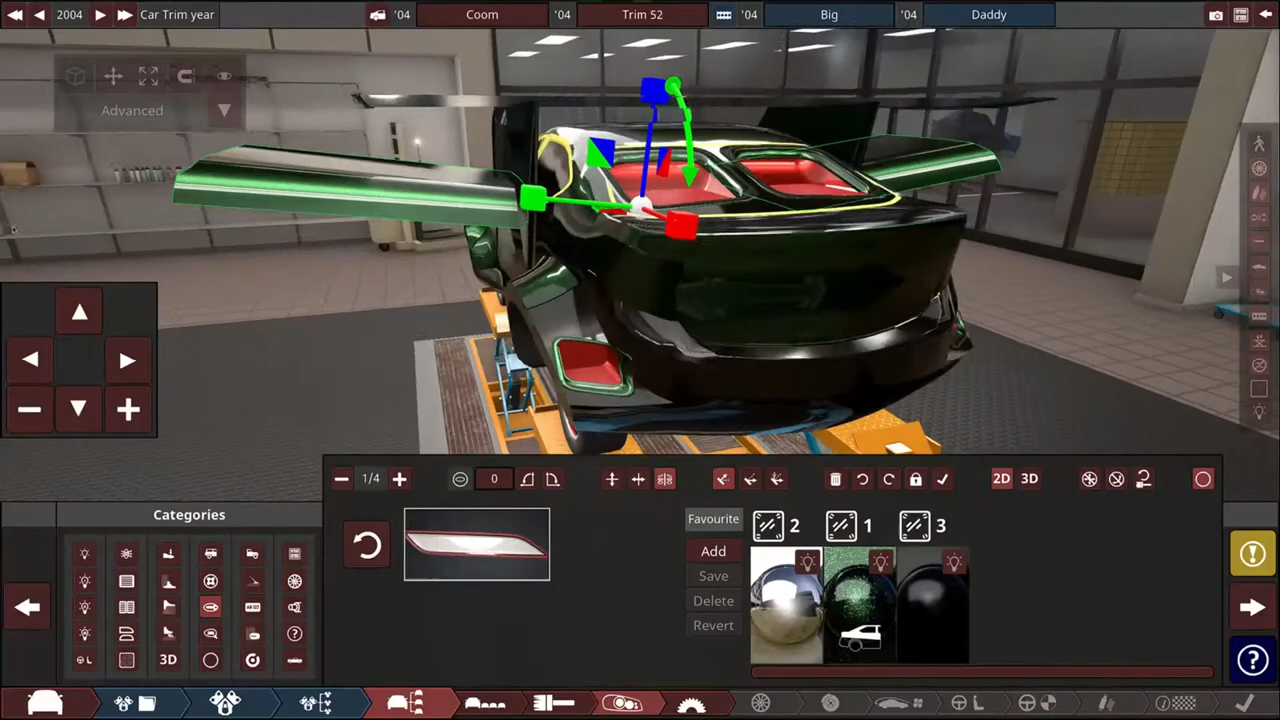 2004 Car Trim year '04 Coom '04 Trim 52 '04 Big '04 Daddy
Advanced
1/4 0 2D 3D
Categories
Favourite 2 1 3
Add
Save
Delete
Revert
L 3D